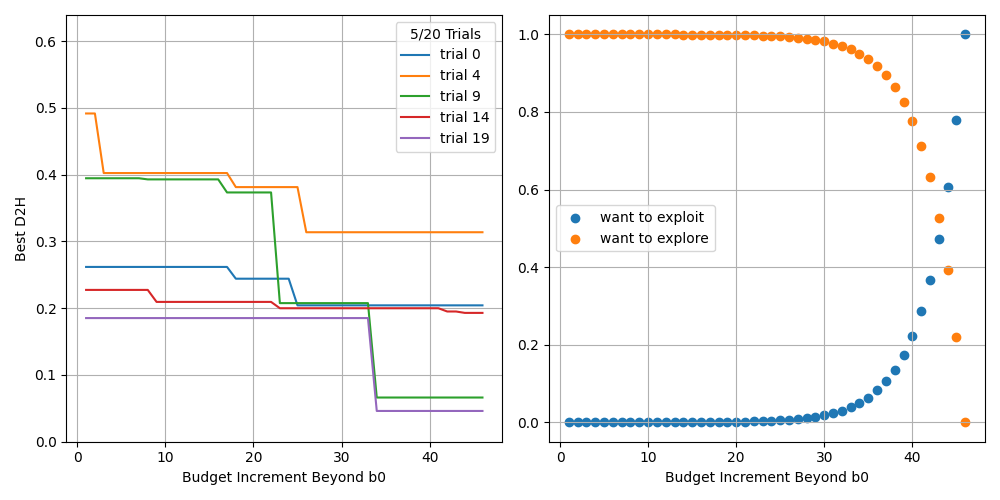 0.6
0.5
0.4
0.3
0.2
0.1
0.0
Best D2H
0 10 20 30 40
Budget Increment Beyond b0
5/20 Trials
trial 0
trial 4
trial 9
trial 14
trial 19
1.0
0.8
0.6
0.4
0.2
0.0
0 10 20 30 40
Budget Increment Beyond b0
want to exploit
want to explore